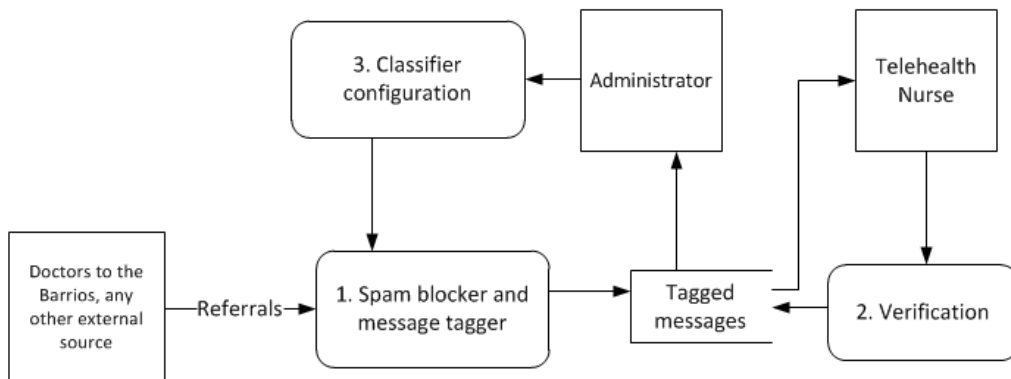 3. Classifier
configuration
Administrator
Telehealth
Nurse
Doctors to the
Barrios, any
other external
source
Referrals
1. Spam blocker and
message tagger
Tagged
messages
2. Verification